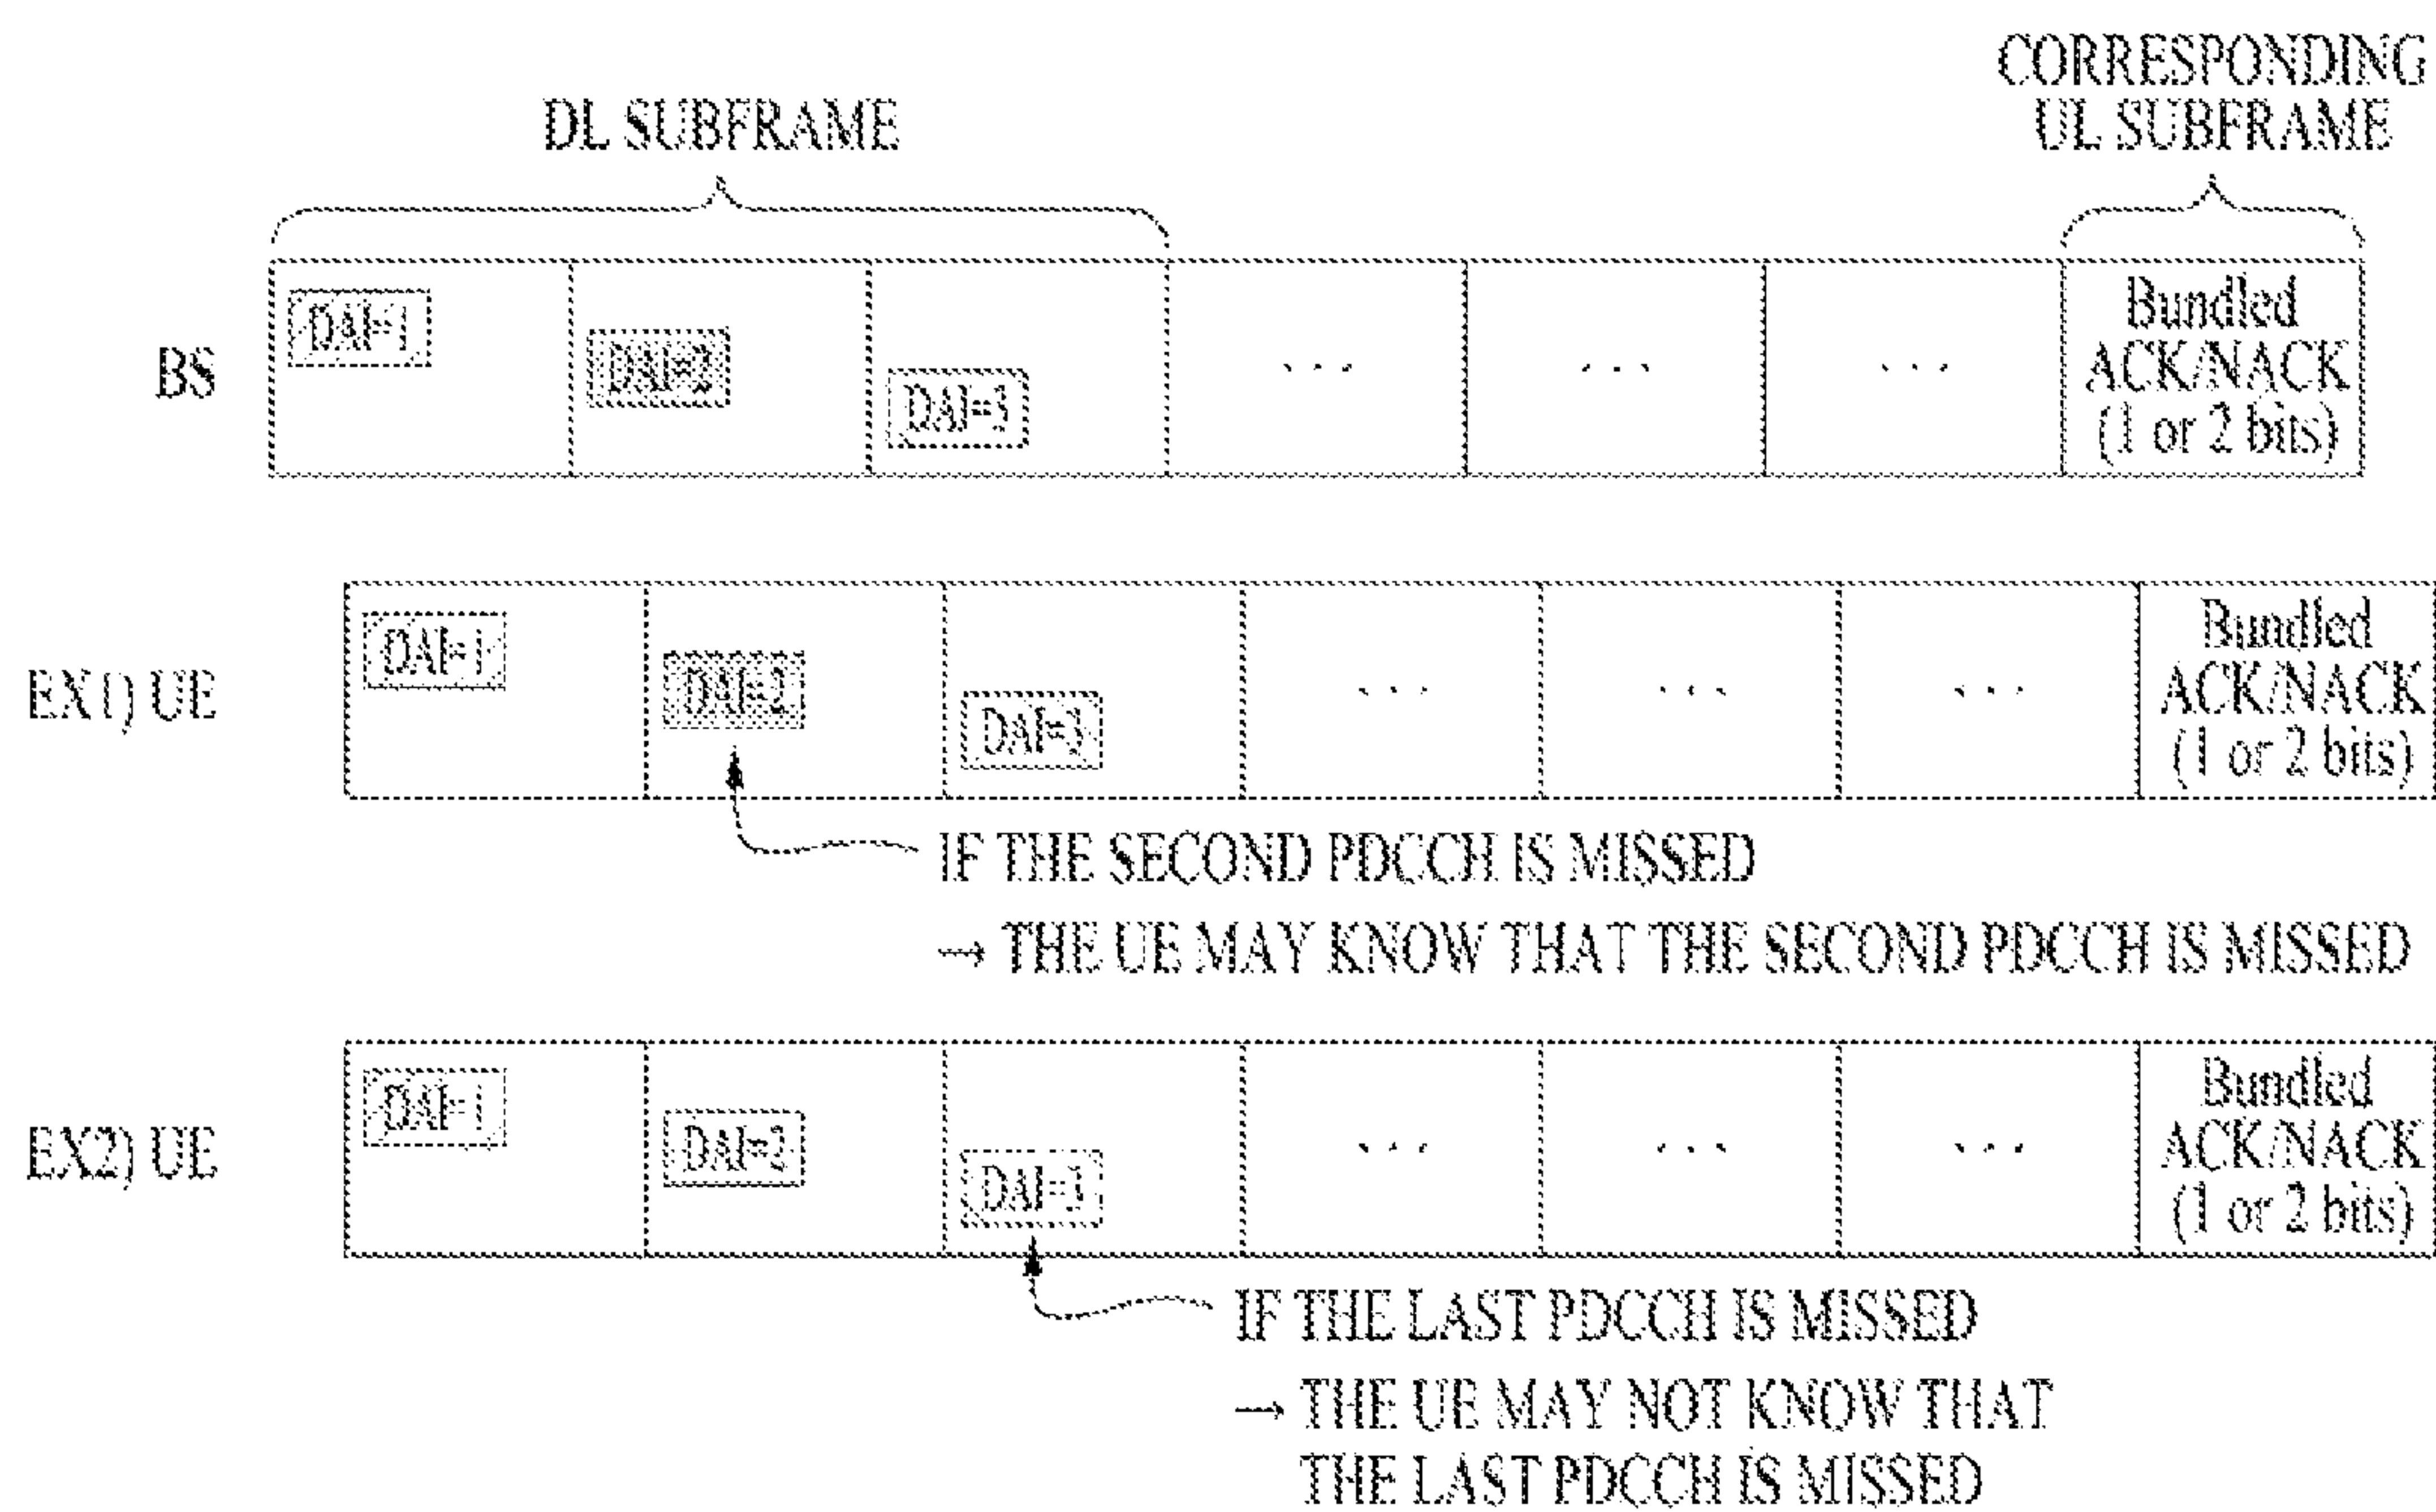 CORRESPONDING
UL SUBFRAME
DL SUBFRAME
BS
DAI=1
DAI=2
DAI=3
...
...
...
Bundled
ACK/NACK
(1 or 2 bits)
EX1) UE
DAI=1
DAI=2
DAI=3
...
...
...
Bundled
ACK/NACK
(1 or 2 bits)
IF THE SECOND PDCCH IS MISSED
→ THE UE MAY KNOW THAT THE SECOND PDCCH IS MISSED
EX2) UE
DAI=1
DAI=2
DAI=3
...
...
...
Bundled
ACK/NACK
(1 or 2 bits)
IF THE LAST PDCCH IS MISSED
→ THE UE MAY NOT KNOW THAT
THE LAST PDCCH IS MISSED